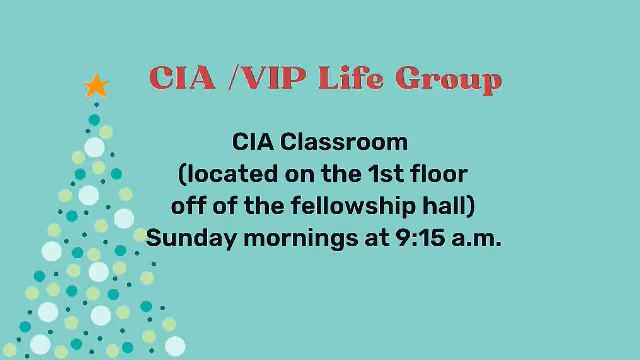 CIA /VIP Life Group
CIA Classroom
(located on the 1st floor
off of the fellowship hall)
Sunday mornings at 9:15 a.m.